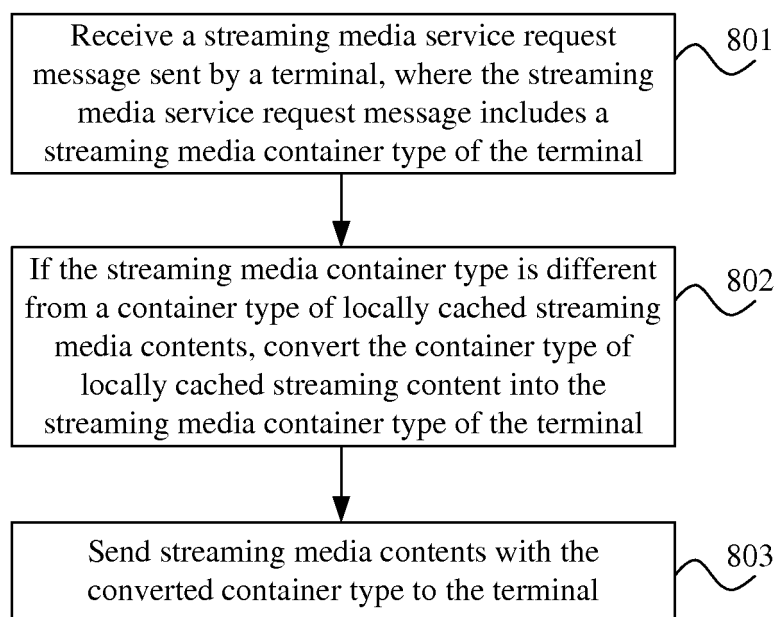 Receive a streaming media service request
message sent by a terminal, where the streaming
media service request message includes a
streaming media container type of the terminal
801
If the streaming media container type is different
from a container type of locally cached streaming
media contents, convert the container type of
locally cached streaming content into the
streaming media container type of the terminal
802
Send streaming media contents with the
converted container type to the terminal
803